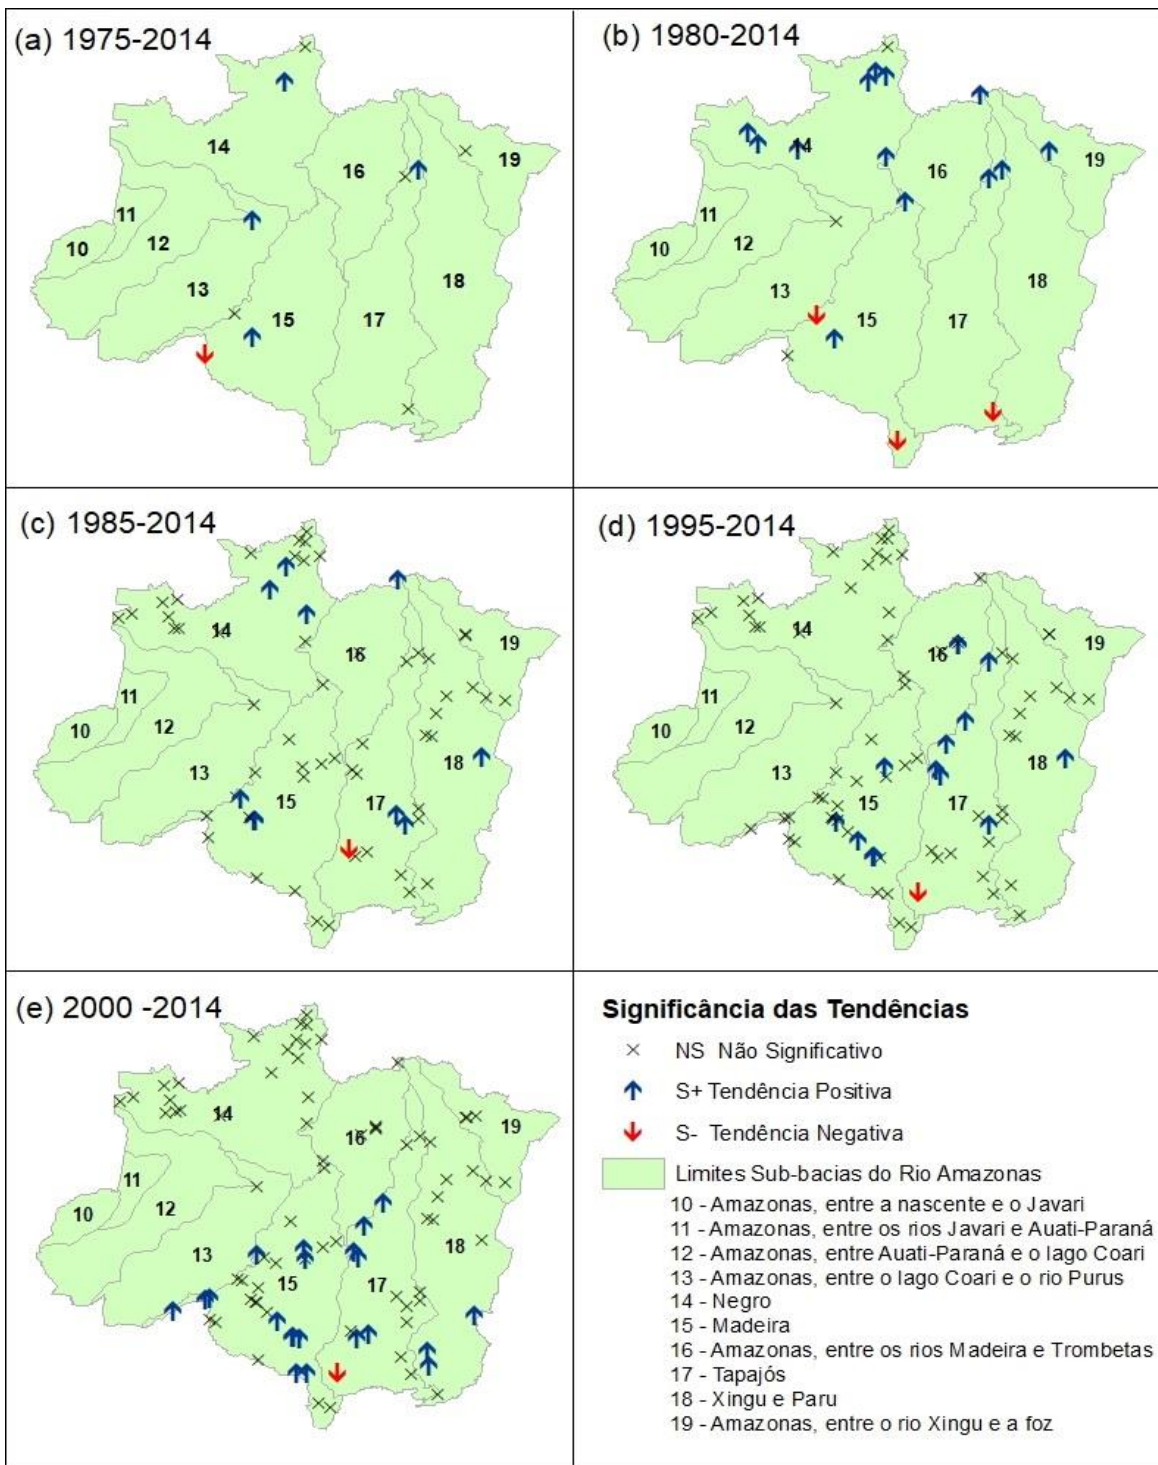 (a) 1975-2014
14
16
19
11
10
12
13
15
17
18
(b) 1980-2014
14
16
19
11
10
12
13
15
17
18
(c) 1985-2014
14
16
19
11
10
12
13
15
17
18
(d) 1995-2014
14
16
19
11
10
12
13
15
17
18
(e) 2000 -2014
14
16
19
11
10
12
13
15
17
18
Significância das Tendências
NS Não Significativo
S+ Tendência Positiva
S- Tendência Negativa
Limites Sub-bacias do Rio Amazonas
10 - Amazonas, entre a nascente e o Javari
11 - Amazonas, entre os rios Javari e Auati-Paraná
12 - Amazonas, entre Auati-Paraná e o lago Coari
13 - Amazonas, entre o lago Coari e o rio Purus
14 - Negro
15 - Madeira
16 - Amazonas, entre os rios Madeira e Trombetas
17 - Tapajós
18 - Xingu e Paru
19 - Amazonas, entre o rio Xingu e a foz